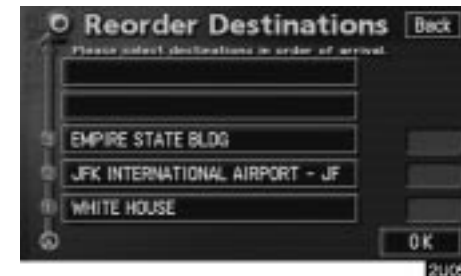 Reorder Destinations Back
Please select destinations in order of arrival.
EMPIRE STATE BLDG
JFK INTERNATIONAL AIRPORT - JF
WHITE HOUSE
OK